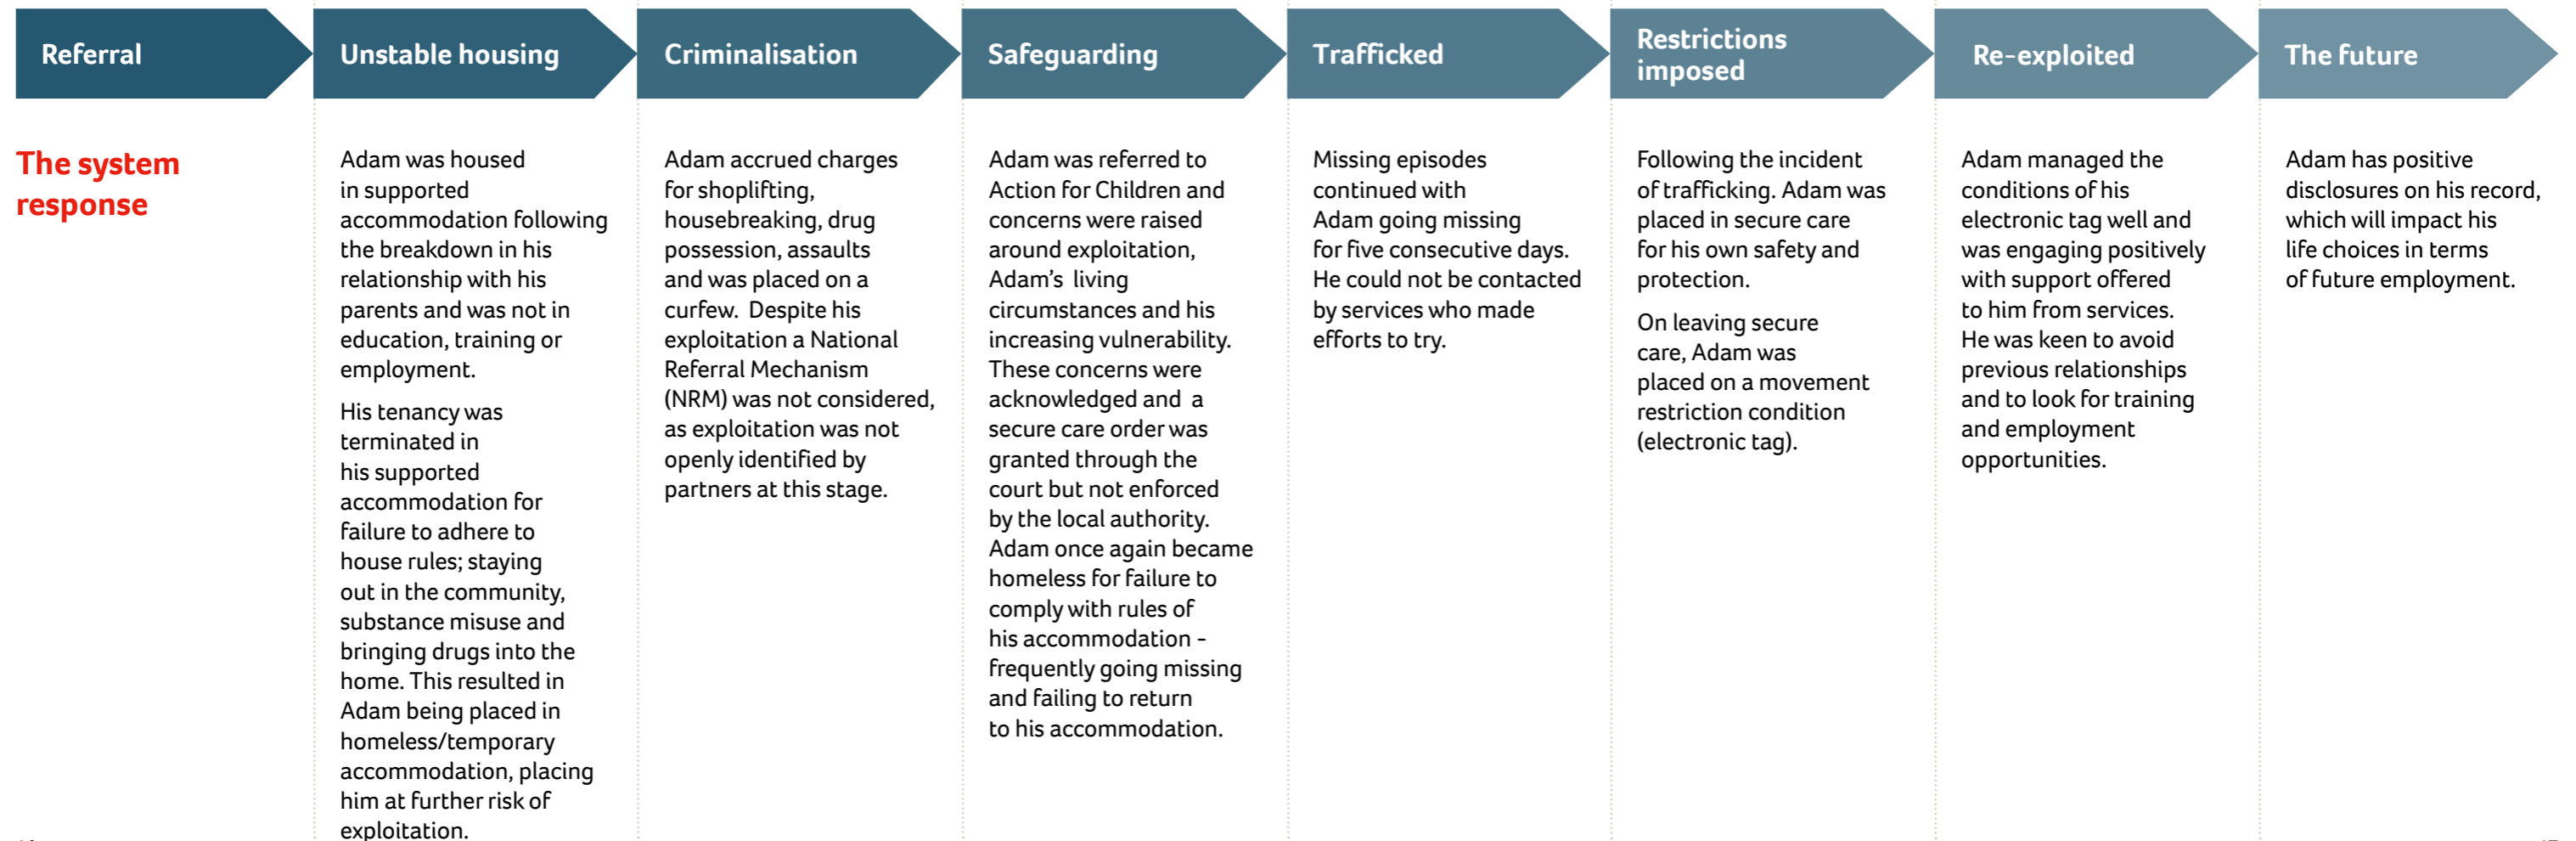 Referral
Unstable housing
Criminalisation
Safeguarding
Trafficked
Restrictions
imposed
Re-exploited
The future
The system
response
Adam was housed
in supported
accommodation following
the breakdown in his
relationship with his
parents and was not in
education, training or
employment.
His tenancy was
terminated in
his supported
accommodation for
failure to adhere to
house rules; staying
out in the community,
substance misuse and
bringing drugs into the
home. This resulted in
Adam being placed in
homeless/temporary
accommodation, placing
him at further risk of
exploitation.
Adam accrued charges
for shoplifting,
housebreaking, drug
possession, assaults
and was placed on a
curfew. Despite his
exploitation a National
Referral Mechanism
(NRM) was not considered,
as exploitation was not
openly identified by
partners at this stage.
Adam was referred to
Action for Children and
concerns were raised
around exploitation,
Adam's living
circumstances and his
increasing vulnerability.
These concerns were
acknowledged and a
secure care order was
granted through the
court but not enforced
by the local authority.
Adam once again became
homeless for failure to
comply with rules of
his accommodation -
frequently going missing
and failing to return
to his accommodation.
Missing episodes
continued with
Adam going missing
for five consecutive days.
He could not be contacted
by services who made
efforts to try.
Following the incident
of trafficking. Adam was
placed in secure care
for his own safety and
protection.
On leaving secure
care, Adam was
placed on a movement
restriction condition
(electronic tag).
Adam managed the
conditions of his
electronic tag well and
was engaging positively
with support offered
to him from services.
He was keen to avoid
previous relationships
and to look for training
and employment
opportunities.
Adam has positive
disclosures on his record,
which will impact his
life choices in terms
of future employment.